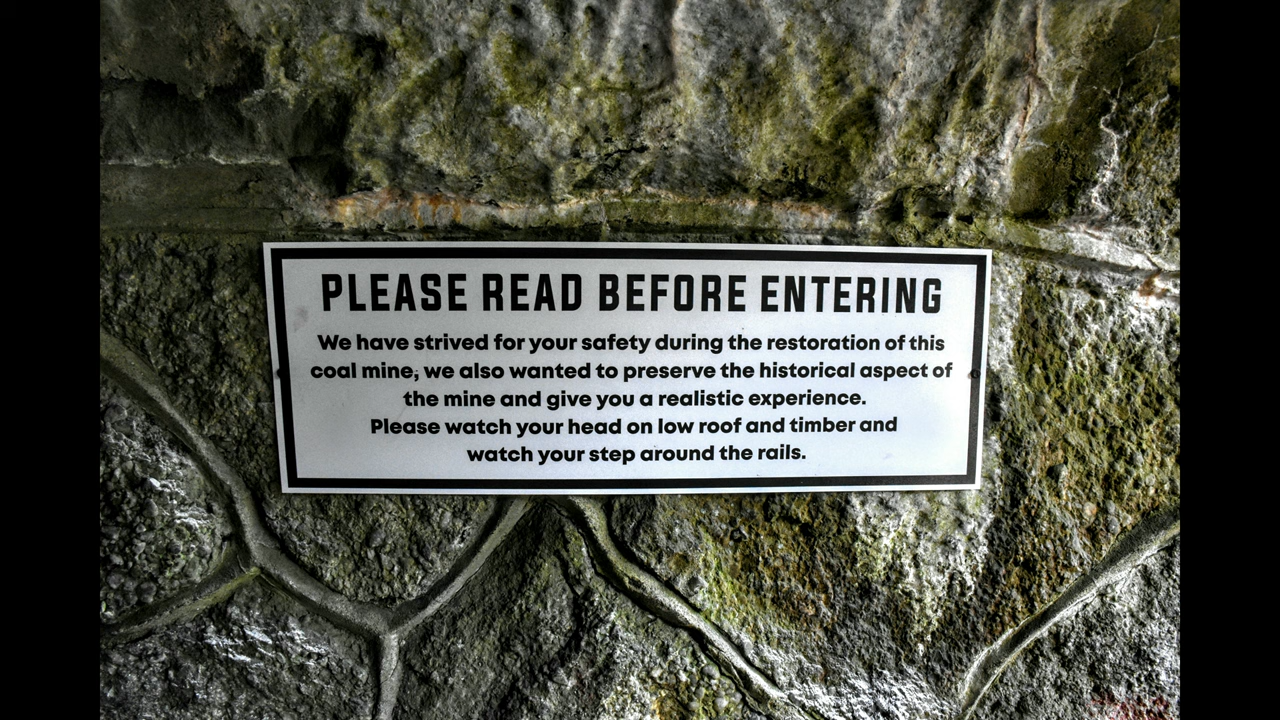 PLEASE READ BEFORE ENTERING
We have strived for your safety during the restoration of this
coal mine, we also wanted to preserve the historical aspect of
the mine and give you a realistic experience.
Please watch your head on low roof and timber and
watch your step around the rails.